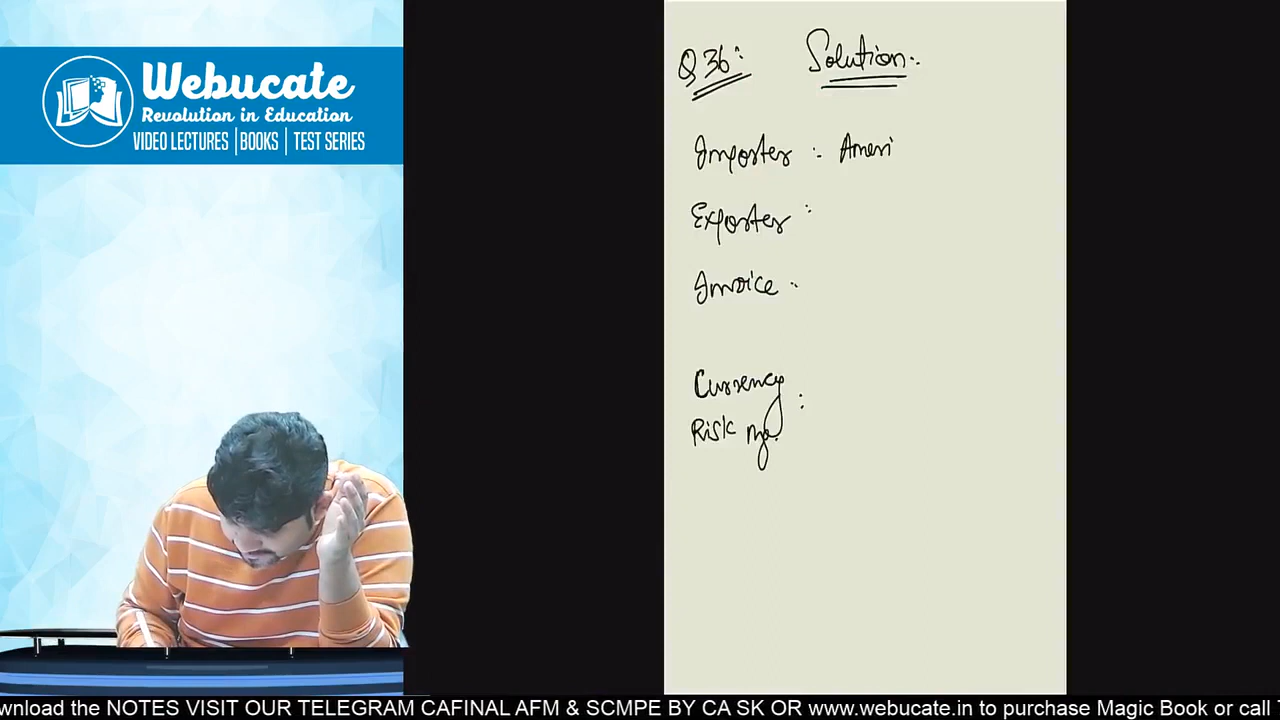 Webucate
Revolution in Education
VIDEO LECTURES | BOOKS | TEST SERIES
Q 36:
Solution:
Importer : Ameri
Exporter :
Invoice :
Currency :
Risk
wnload the NOTES VISIT OUR TELEGRAM CAFINAL AFM & SCMPE BY CA SK OR www.webucate.in to purchase Magic Book or call